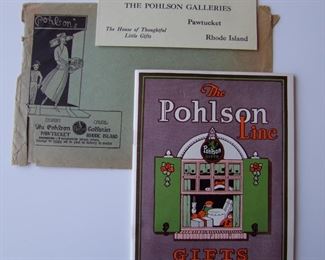 THE POHLSON GALLERIES
Pawtucket
The House of Thoughtful
Little Gifts
Rhode Island
Pohlson's
The Pohlson Galleries
PAWTUCKET
RHODE ISLAND
The
Pohlson
Line
Pohlson
GIFTS